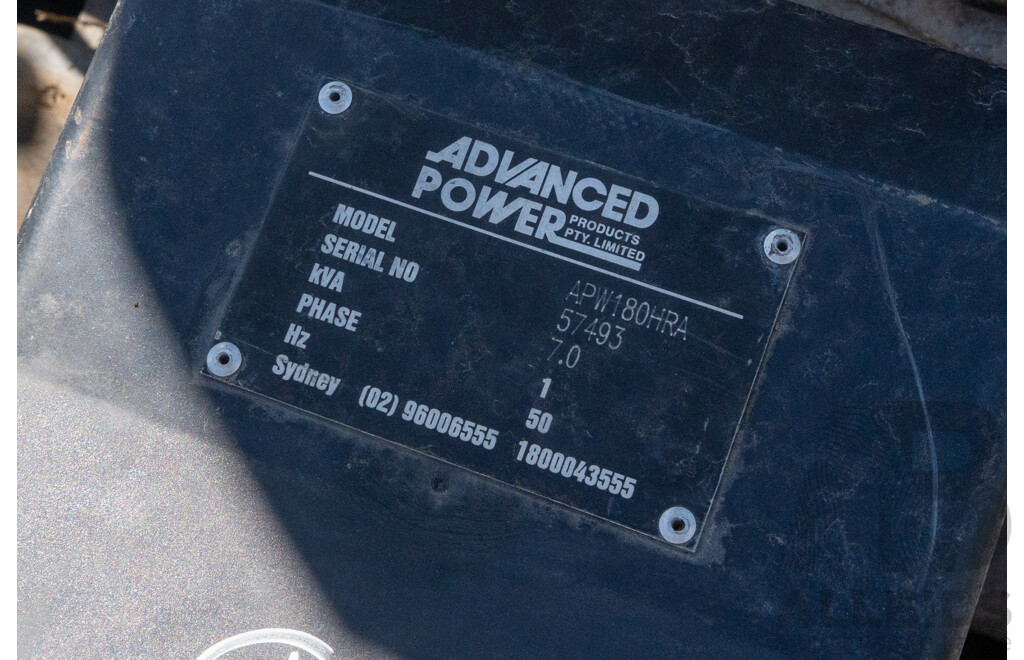 ADVANCED
POWER PRODUCTS
PTY. LIMITED
MODEL APW180HRA
SERIAL NO 57493
kVA 7.0
PHASE 1
Hz 50
Sydney (02) 96006555 1800043555
ALLBIDS